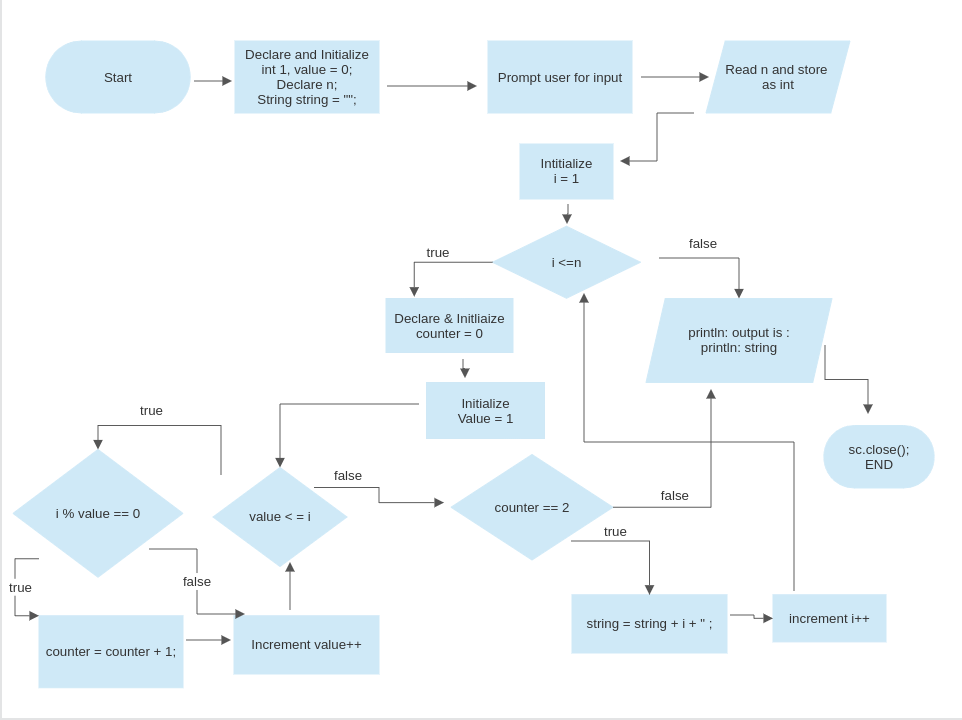 Start
Declare and Initialize
int 1, value = 0;
Declare n;
String string = "";
Prompt user for input
Read n and store
as int
Intitialize
i = 1
i <=n
true
false
Declare & Initliaize
counter = 0
println: output is :
println: string
Initialize
Value = 1
true
sc.close();
END
false
i % value == 0
value < = i
counter == 2
false
true
true
false
counter = counter + 1;
Increment value++
string = string + i + " ;
increment i++